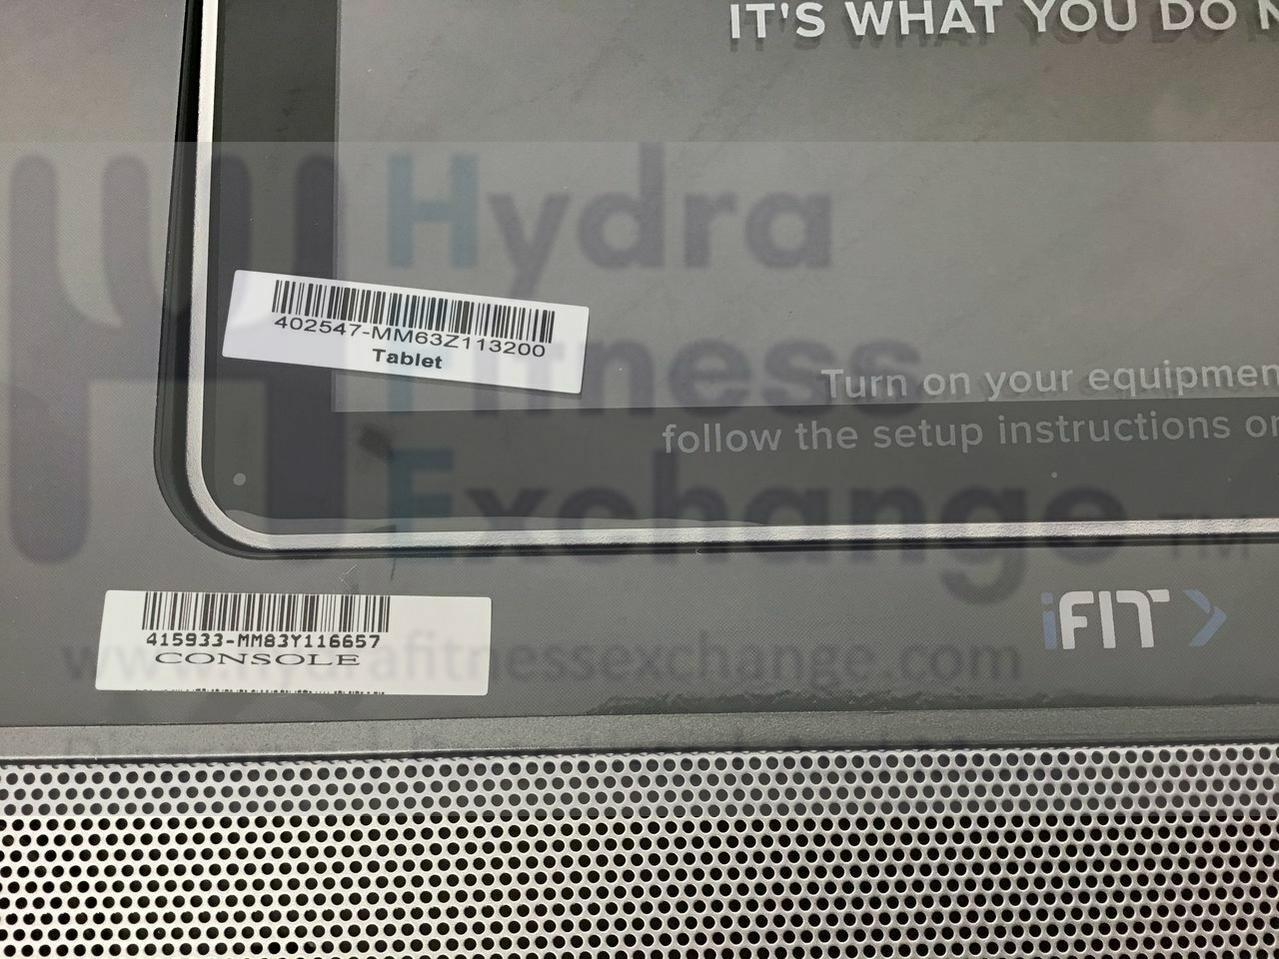 IT'S WHAT YOU DO
Hydra
402547-MM63Z113200
Tablet
Fitness
Turn on your equipmen
follow the setup instructions
Exchange™
iFIT
415933-MM83Y116657
CONSOLE
www.hydrafitnessexchange.com